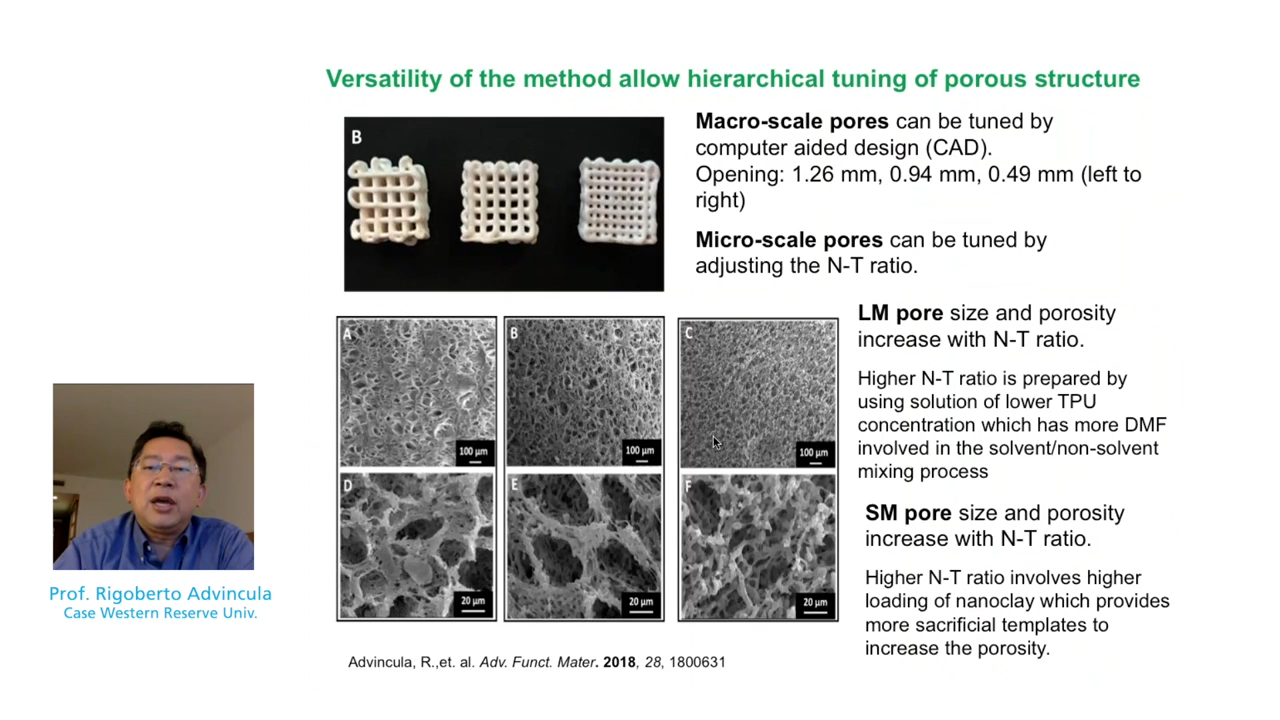 Versatility of the method allow hierarchical tuning of porous structure
B
Macro-scale pores can be tuned by
computer aided design (CAD).
Opening: 1.26 mm, 0.94 mm, 0.49 mm (left to
right)
Micro-scale pores can be tuned by
adjusting the N-T ratio.
A
100 μm
B
100 μm
C
100 μm
D
20 μm
E
20 μm
F
20 μm
LM pore size and porosity
increase with N-T ratio.
Higher N-T ratio is prepared by
using solution of lower TPU
concentration which has more DMF
involved in the solvent/non-solvent
mixing process
SM pore size and porosity
increase with N-T ratio.
Higher N-T ratio involves higher
loading of nanoclay which provides
more sacrificial templates to
increase the porosity.
Prof. Rigoberto Advincula
Case Western Reserve Univ.
Advincula, R.,et. al. Adv. Funct. Mater. 2018, 28, 1800631